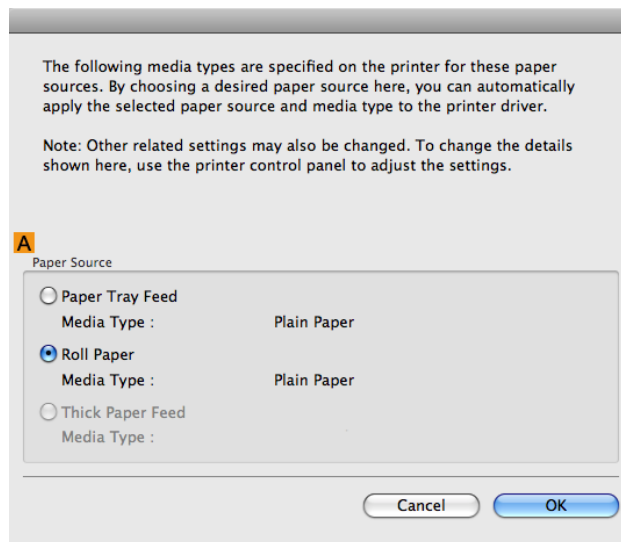 The following media types are specified on the printer for these paper
sources. By choosing a desired paper source here, you can automatically
apply the selected paper source and media type to the printer driver.
Note: Other related settings may also be changed. To change the details
shown here, use the printer control panel to adjust the settings.
A
Paper Source
Paper Tray Feed
Media Type : Plain Paper
Roll Paper
Media Type : Plain Paper
Thick Paper Feed
Media Type :
Cancel OK